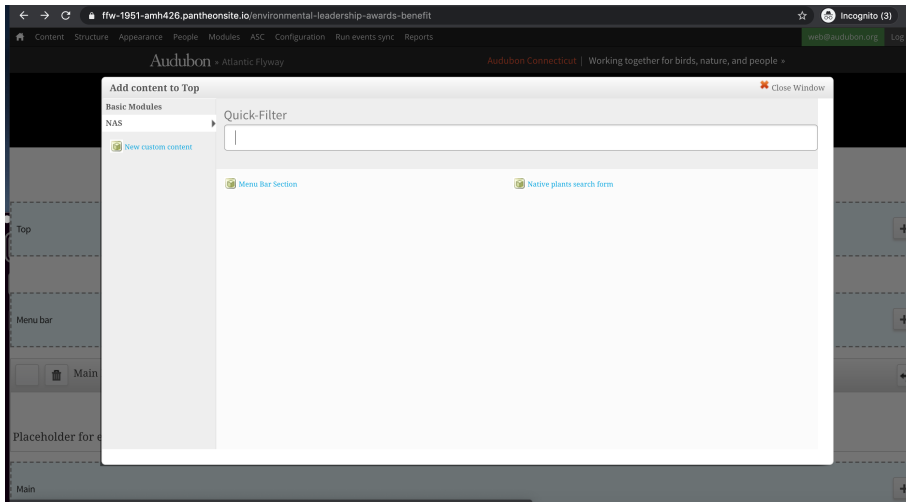 ffw-1951-amh426.pantheonsite.io/environmental-leadership-awards-benefit
Incognito (3)
Content Structure Appearance People Modules ASC Configuration Run events sync Reports
web@audubon.org Log
Audubon » Atlantic Flyway
Audubon Connecticut | Working together for birds, nature, and people »
Add content to Top
Close Window
Basic Modules
NAS
New custom content
Quick-Filter
Menu Bar Section
Native plants search form
Top
Menu bar
Main
Placeholder for e
Main